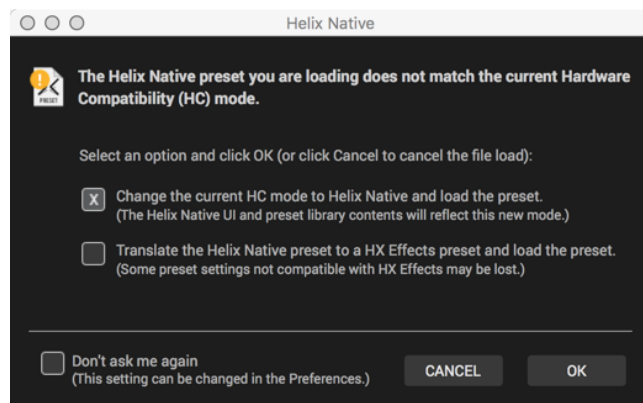 Helix Native
The Helix Native preset you are loading does not match the current Hardware
Compatibility (HC) mode.
PRESET
Select an option and click OK (or click Cancel to cancel the file load):
X
Change the current HC mode to Helix Native and load the preset.
(The Helix Native UI and preset library contents will reflect this new mode.)
Translate the Helix Native preset to a HX Effects preset and load the preset.
(Some preset settings not compatible with HX Effects may be lost.)
Don't ask me again
(This setting can be changed in the Preferences.)
CANCEL
OK